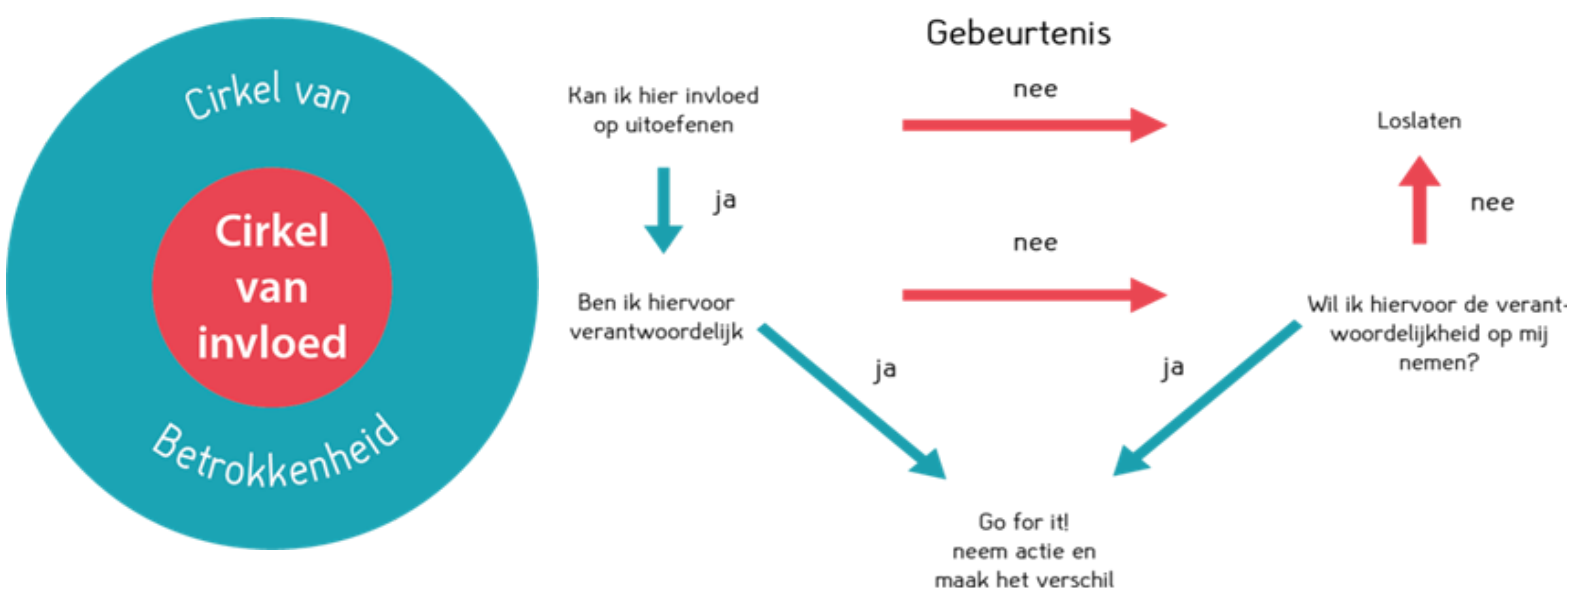 Cirkel van
Cirkel
van
invloed
Betrokkenheid
Gebeurtenis
Kan ik hier invloed
op uitoefenen
nee
Loslaten
ja
nee
nee
Ben ik hiervoor
verantwoordelijk
Wil ik hiervoor de verant-
woordelijkheid op mij
nemen?
ja
ja
Go for it!
neem actie en
maak het verschil